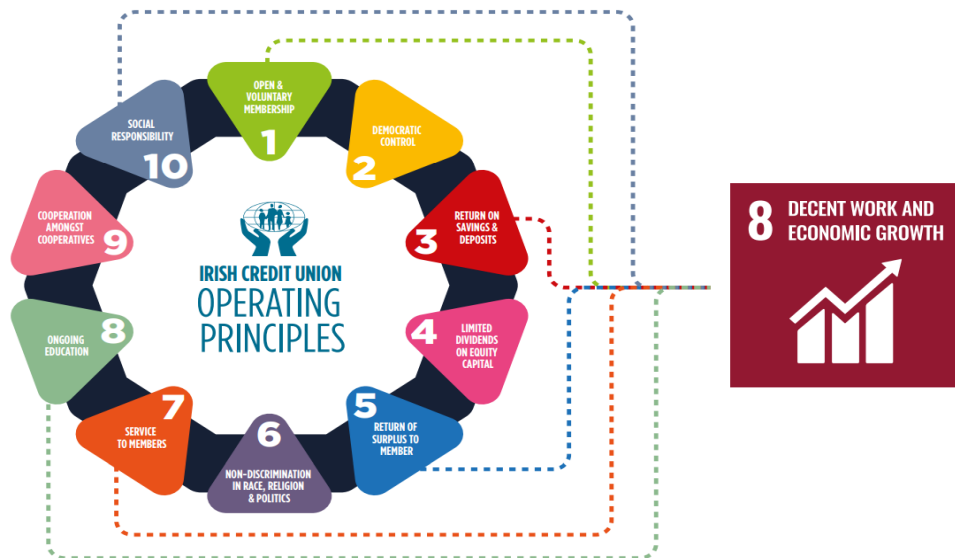 OPEN &
VOLUNTARY
MEMBERSHIP
1
DEMOCRATIC
CONTROL
2
RETURN ON
SAVINGS &
DEPOSITS
3
LIMITED
DIVIDENDS
ON EQUITY
CAPITAL
4
RETURN OF
SURPLUS TO
MEMBER
5
NON-DISCRIMINATION
IN RACE, RELIGION
& POLITICS
6
SERVICE
TO MEMBERS
7
ONGOING
EDUCATION
8
COOPERATION
AMONGST
COOPERATIVES
9
SOCIAL
RESPONSIBILITY
10
IRISH CREDIT UNION
OPERATING
PRINCIPLES
8 DECENT WORK AND
ECONOMIC GROWTH